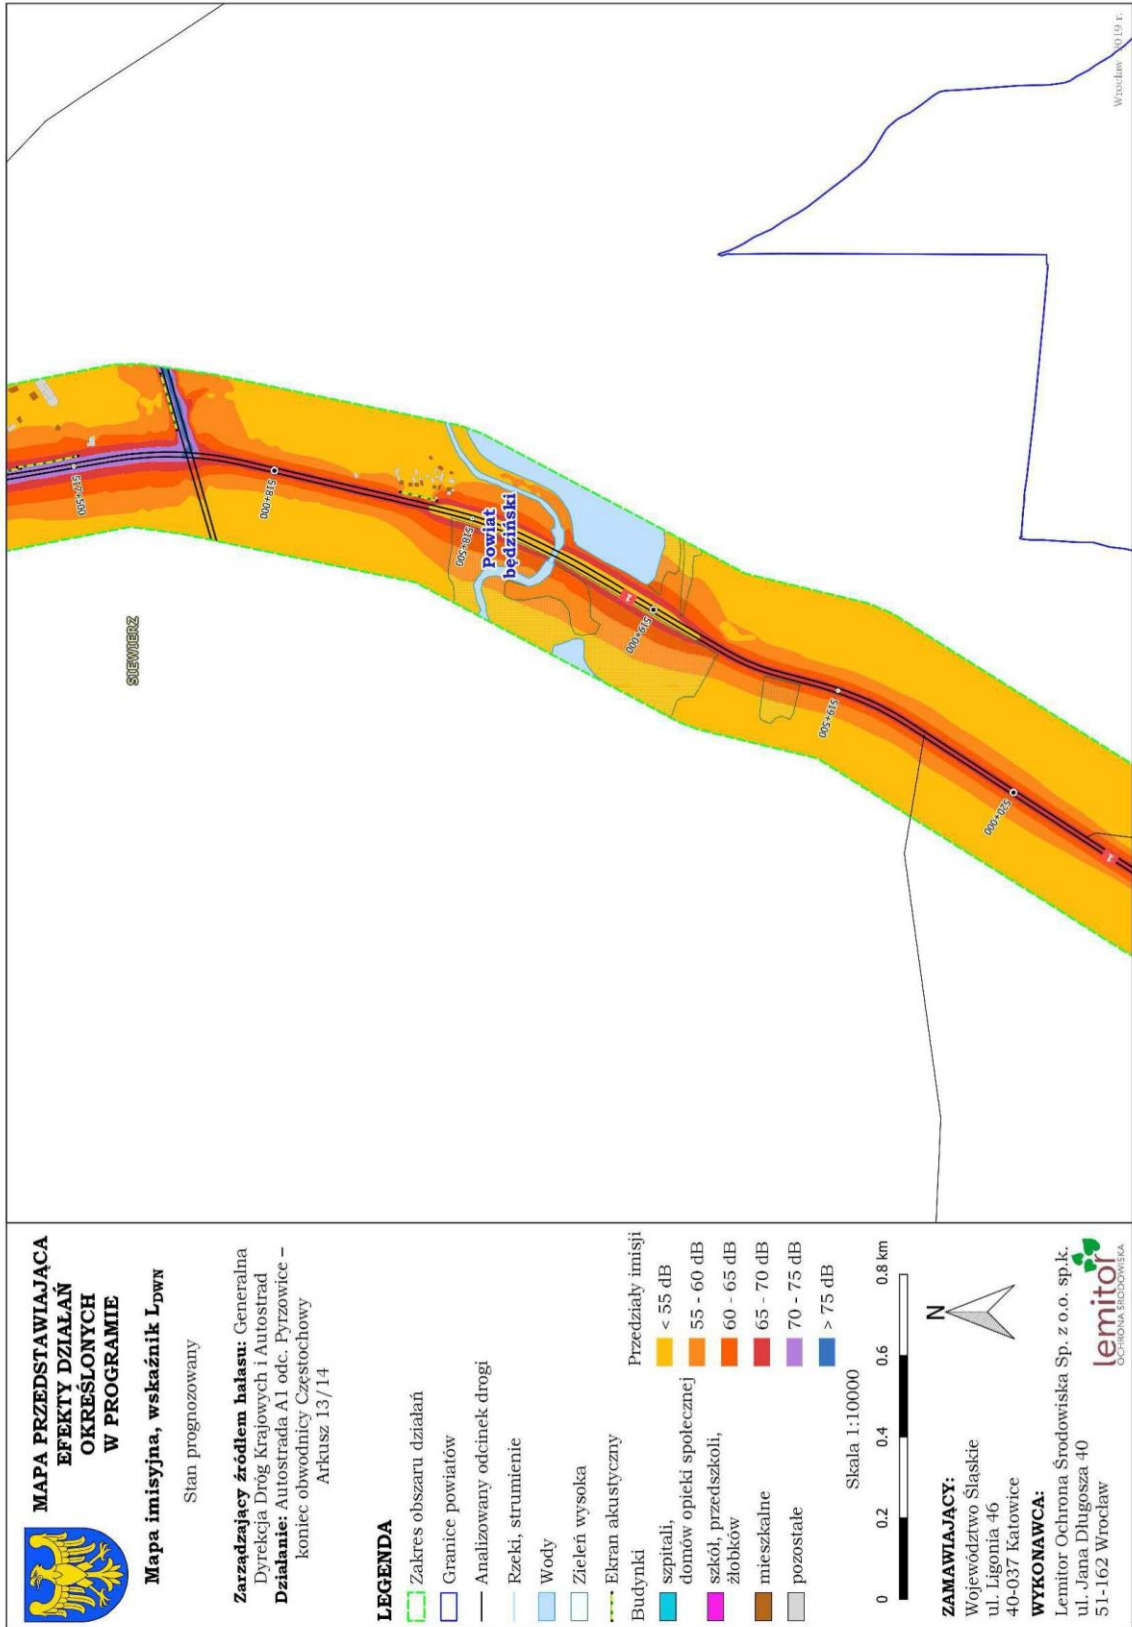 MAPA PRZEDSTAWIAJĄCA
EFEKTY DZIAŁAŃ
OKREŚLONYCH
W PROGRAMIE
Mapa imisyjna, wskaźnik LDWN
Stan prognozowany
Zarządzający źródłem hałasu: Generalna
Dyrekcja Dróg Krajowych i Autostrad
Działanie: Autostrada A1 odc. Pyrzowice –
koniec obwodnicy Częstochowy
Arkusz 13/14
LEGENDA
Zakres obszaru działań
Granice powiatów
Analizowany odcinek drogi
Rzeki, strumienie
Wody
Zieleń wysoka
Ekran akustyczny
Budynki
szpitali,
domów opieki społecznej
szkół, przedszkoli,
żłobków
mieszkalne
pozostałe
Przedziały imisji
< 55 dB
55 - 60 dB
60 - 65 dB
65 - 70 dB
70 - 75 dB
> 75 dB
Skala 1:10000
0 0.2 0.4 0.6 0.8 km
N
ZAMAWIAJĄCY:
Województwo Śląskie
ul. Ligonia 46
40-037 Katowice
WYKONAWCA:
Lemitor Ochrona Środowiska Sp. z o.o. sp.k.
ul. Jana Długosza 40
51-162 Wrocław
lemitor
OCHRONA ŚRODOWISKA
SIEWIERZ
517+500
518+000
518+500
Powiat
będziński
1
519+000
519+500
520+000
1
Wrocław 2019 r.